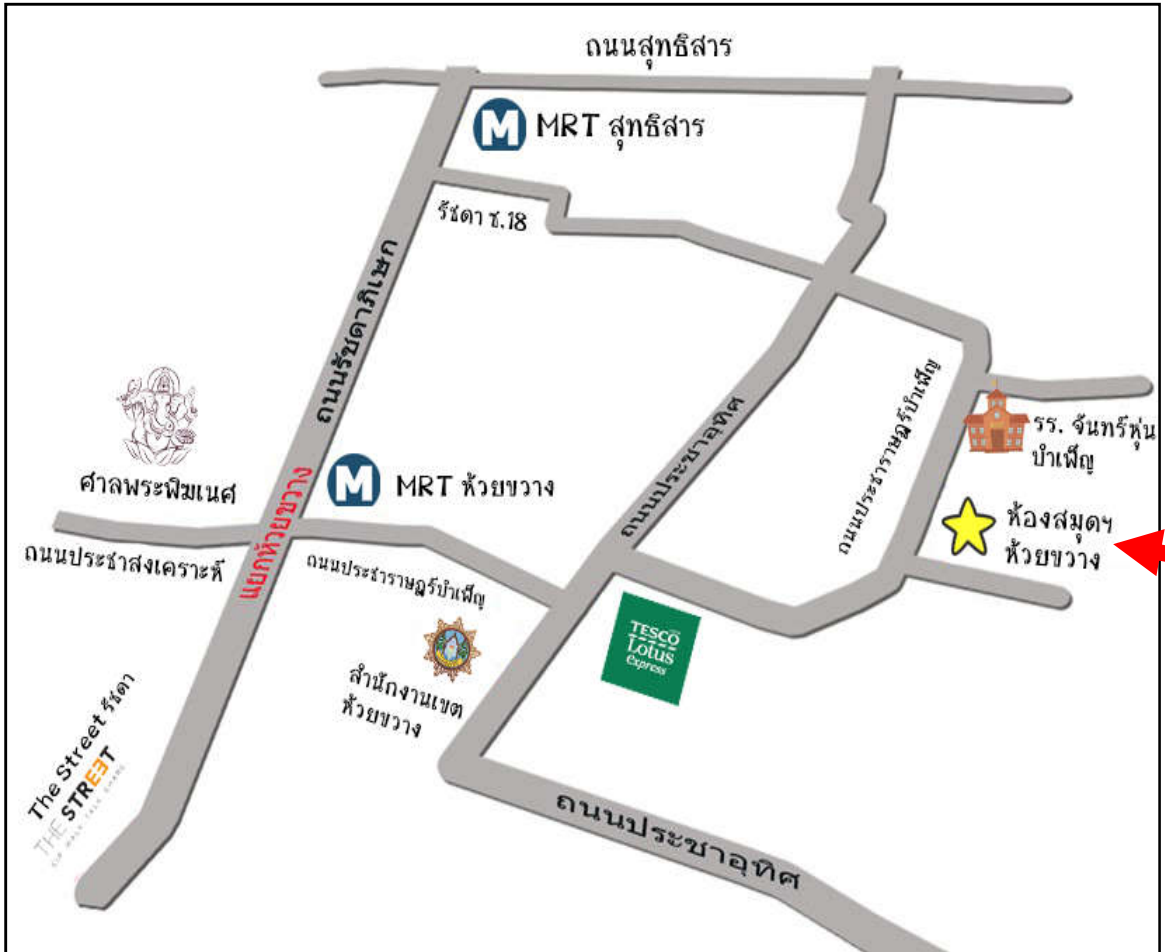 ถนนสุทธิสาร
M MRT สุทธิสาร
รัชดา ซ.18
ถนนรัชดาภิเษก
ถนนประชาราษฎร์บำเพ็ญ
ถนนประชาอุทิศ
รร. จันทร์หุ่น
บำเพ็ญ
ศาลพระพิฆเนศ
M MRT ห้วยขวาง
แยกห้วยขวาง
ห้องสมุดฯ
ห้วยขวาง
ถนนประชาสงเคราะห์
ถนนประชาราษฎร์บำเพ็ญ
TESCO
Lotus
express
สำนักงานเขต
ห้วยขวาง
The Street รัชดา
THE STREET
ถนนประชาอุทิศ